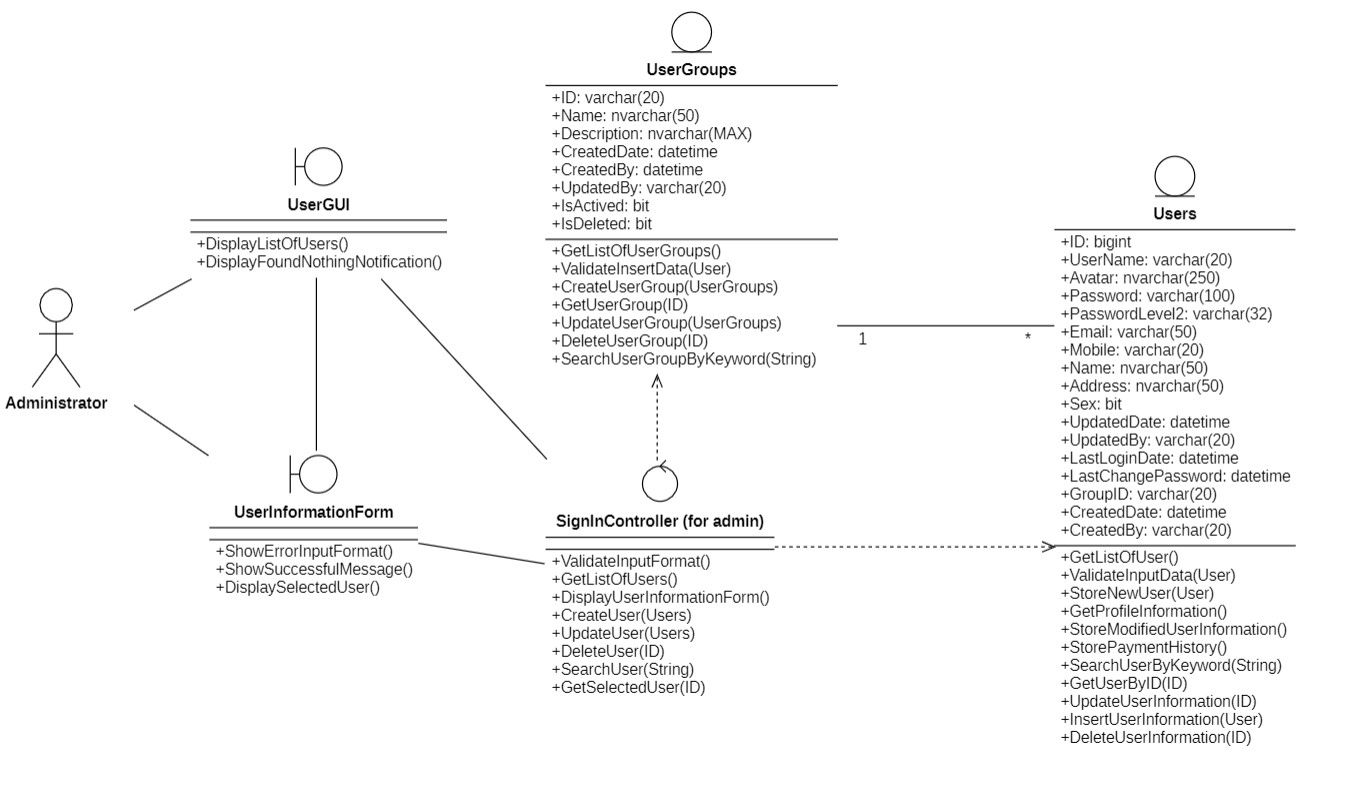 UserGroups
+ID: varchar(20)
+Name: nvarchar(50)
+Description: nvarchar(MAX)
+CreatedDate: datetime
+CreatedBy: datetime
+UpdatedBy: varchar(20)
+IsActived: bit
+IsDeleted: bit
+GetListOfUserGroups()
+ValidateInsertData(User)
+CreateUserGroup(UserGroups)
+GetUserGroup(ID)
+UpdateUserGroup(UserGroups)
+DeleteUserGroup(ID)
+SearchUserGroupByKeyword(String)
UserGUI
+DisplayListOfUsers()
+DisplayFoundNothingNotification()
Administrator
1
*
Users
+ID: bigint
+UserName: varchar(20)
+Avatar: nvarchar(250)
+Password: varchar(100)
+PasswordLevel2: varchar(32)
+Email: varchar(50)
+Mobile: varchar(20)
+Name: nvarchar(50)
+Address: nvarchar(50)
+Sex: bit
+UpdatedDate: datetime
+UpdatedBy: varchar(20)
+LastLoginDate: datetime
+LastChangePassword: datetime
+GroupID: varchar(20)
+CreatedDate: datetime
+CreatedBy: varchar(20)
+GetListOfUser()
+ValidateInputData(User)
+StoreNewUser(User)
+GetProfileInformation()
+StoreModifiedUserInformation()
+StorePaymentHistory()
+SearchUserByKeyword(String)
+GetUserByID(ID)
+UpdateUserInformation(ID)
+InsertUserInformation(User)
+DeleteUserInformation(ID)
UserInformationForm
+ShowErrorInputFormat()
+ShowSuccessfulMessage()
+DisplaySelectedUser()
SignInController (for admin)
+ValidateInputFormat()
+GetListOfUsers()
+DisplayUserInformationForm()
+CreateUser(Users)
+UpdateUser(Users)
+DeleteUser(ID)
+SearchUser(String)
+GetSelectedUser(ID)